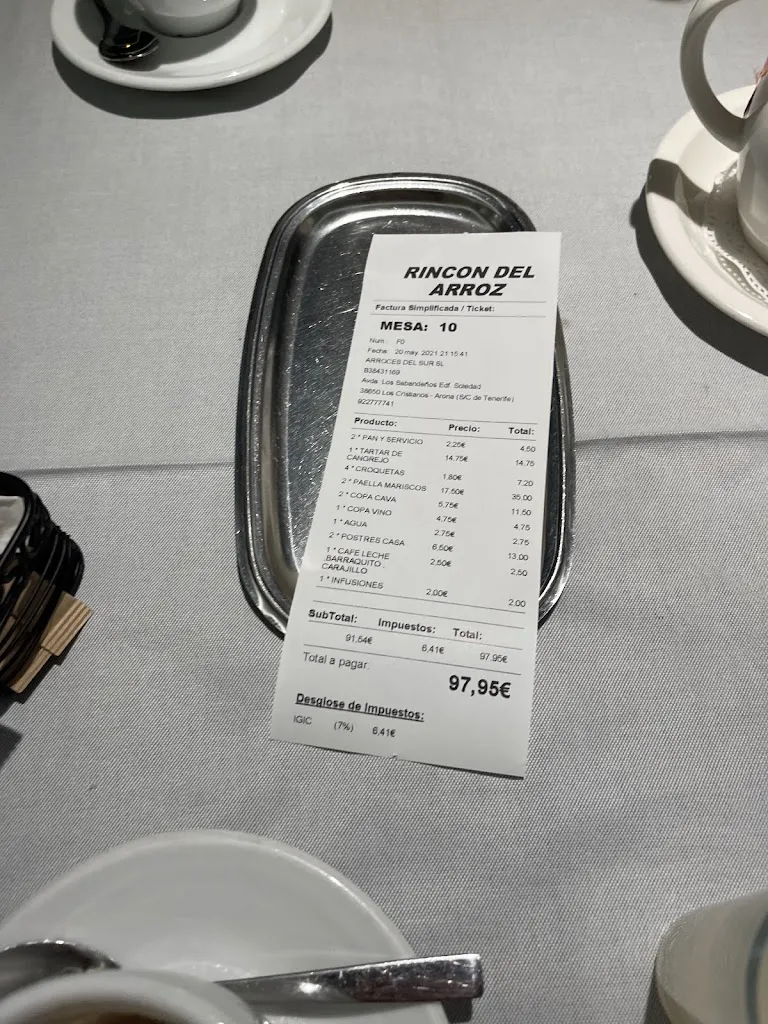 RINCON DEL
ARROZ
Factura Simplificada / Ticket:
MESA: 10
Num.: F0
Fecha: 20 may. 2021 21:15:41
ARROCES DEL SUR SL
B38431169
Avda. Los Sabandeños Edf. Soledad
38650 Los Cristianos - Arona (S/C de Tenerife)
922777741
Producto: Precio: Total:
2 * PAN Y SERVICIO 2,25€ 4,50
1 * TARTAR DE
CANGREJO 14,75€ 14,75
4 * CROQUETAS 1,80€ 7,20
2 * PAELLA MARISCOS 17,50€ 35,00
2 * COPA CAVA 5,75€ 11,50
1 * COPA VINO 4,75€ 4,75
1 * AGUA 2,75€ 2,75
2 * POSTRES CASA 6,50€ 13,00
1 * CAFE LECHE 2,50€ 2,50
BARRAQUITO .
CARAJILLO
1 * INFUSIONES 2,00€ 2,00
SubTotal: Impuestos: Total:
91,54€ 6,41€ 97,95€
Total a pagar:
97,95€
Desglose de Impuestos:
IGIC (7%) 6,41€